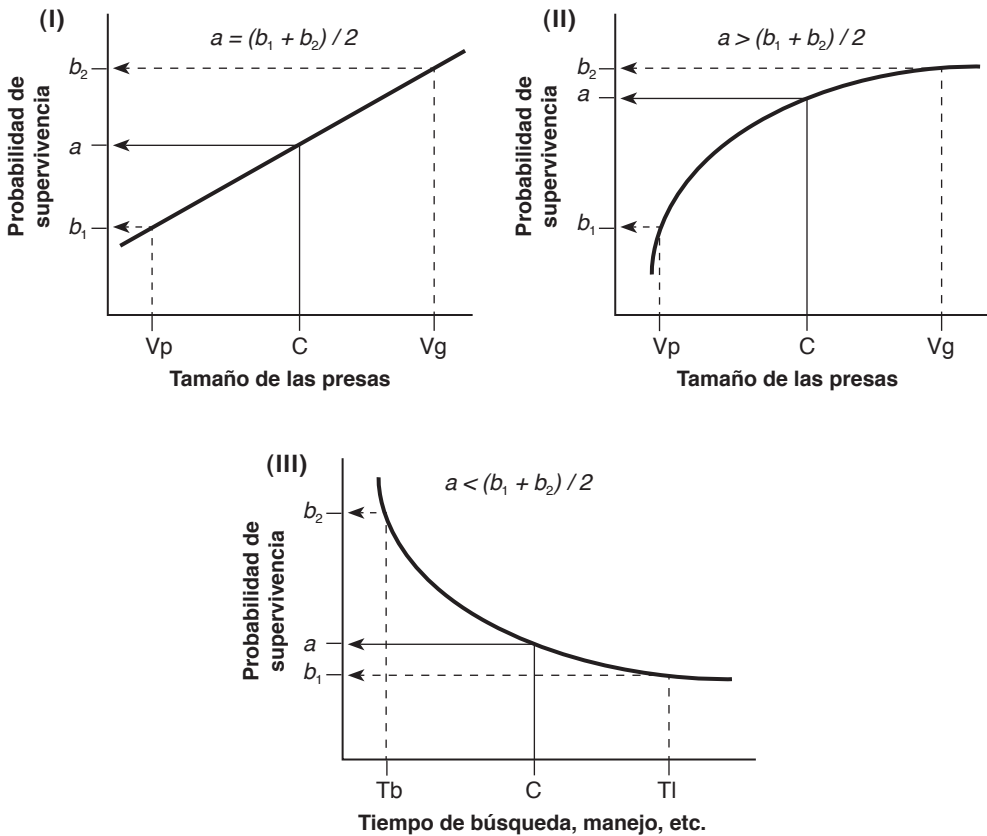 (I)
a = (b₁ + b₂) / 2
Probabilidad de
supervivencia
b₂
a
b₁
Vp
C
Vg
Tamaño de las presas
(II)
a > (b₁ + b₂) / 2
Probabilidad de
supervivencia
b₂
a
b₁
Vp
C
Vg
Tamaño de las presas
(III)
a < (b₁ + b₂) / 2
Probabilidad de
supervivencia
b₂
a
b₁
Tb
C
Tl
Tiempo de búsqueda, manejo, etc.